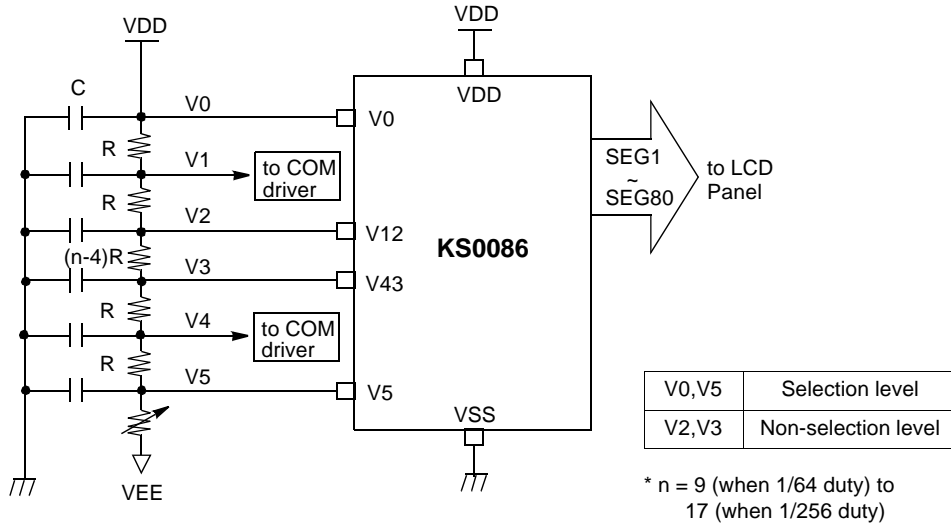 VDD
VDD
C
V0
VDD
V0
R
V1
to COM
driver
SEG1
~
SEG80
to LCD
Panel
R
V2
V12
(n-4)R
V3
KS0086
V43
R
V4
to COM
driver
R
V5
V5
VSS
VEE
V0,V5 Selection level
V2,V3 Non-selection level
* n = 9 (when 1/64 duty) to
17 (when 1/256 duty)